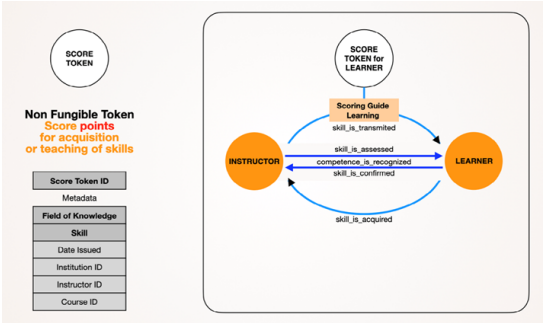 SCORE
TOKEN
Non Fungible Token
Score points
for acquisition
or teaching of skills
Score Token ID
Metadata
Field of Knowledge
Skill
Date Issued
Institution ID
Instructor ID
Course ID
SCORE
TOKEN for
LEARNER
Scoring Guide
Learning
skill_is_transmited
INSTRUCTOR
skill_is_assessed
competence_is_recognized
skill_is_confirmed
LEARNER
skill_is_acquired